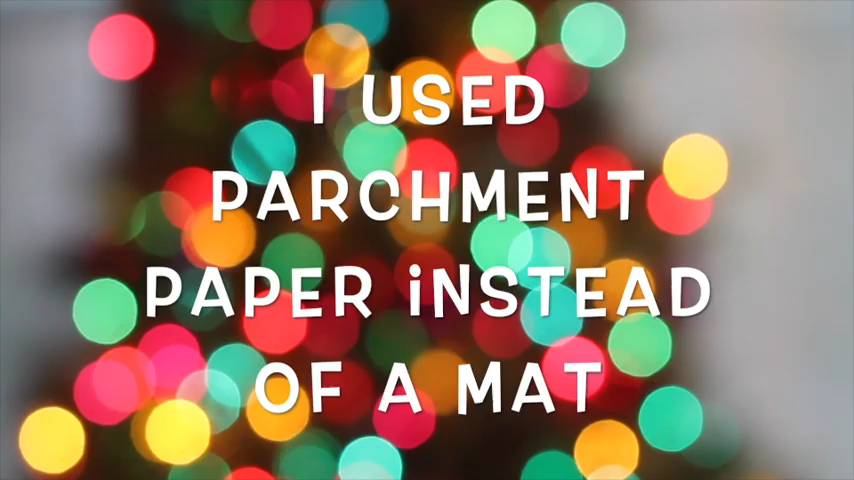 I USED
PARCHMENT
PAPER iNSTEAD
OF A MAT